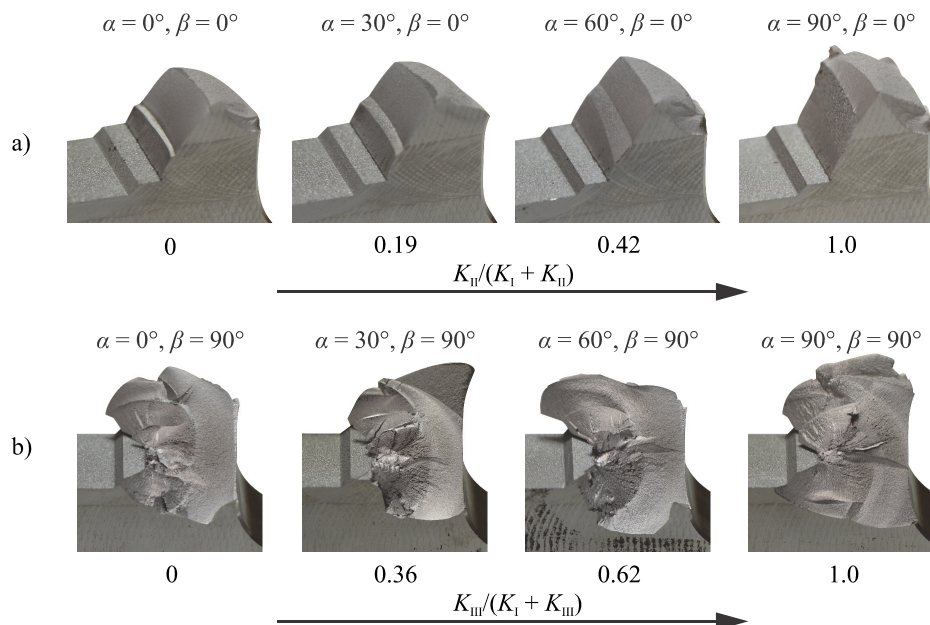 α = 0°, β = 0° α = 30°, β = 0° α = 60°, β = 0° α = 90°, β = 0°
a)
0 0.19 0.42 1.0
K_II/(K_I + K_II)
α = 0°, β = 90° α = 30°, β = 90° α = 60°, β = 90° α = 90°, β = 90°
b)
0 0.36 0.62 1.0
K_III/(K_I + K_III)